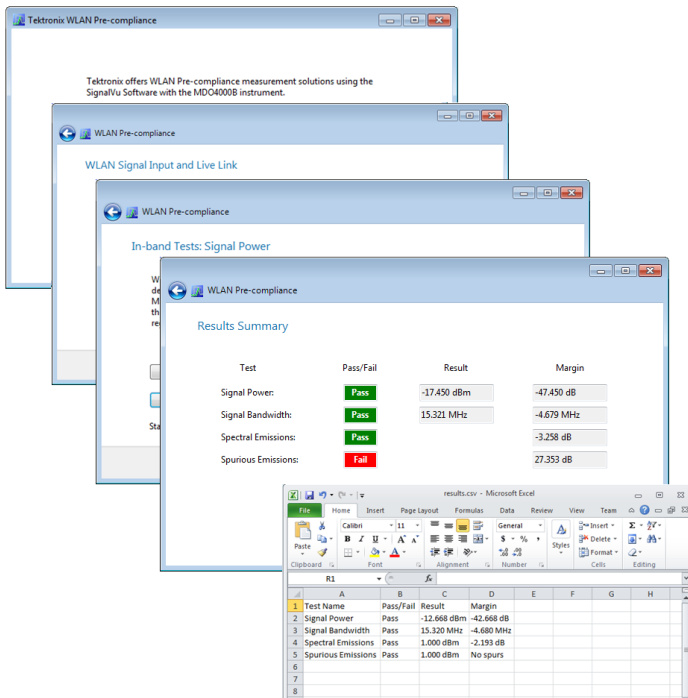 Tektronix WLAN Pre-compliance
Tektronix offers WLAN Pre-compliance measurement solutions using the
SignalVu Software with the MDO4000B instrument.
WLAN Pre-compliance
WLAN Signal Input and Live Link
WLAN Pre-compliance
In-band Tests: Signal Power
W
de
M
th
re
Sta
WLAN Pre-compliance
Results Summary
Test Pass/Fail Result Margin
Signal Power: Pass -17.450 dBm -47.450 dB
Signal Bandwidth: Pass 15.321 MHz -4.679 MHz
Spectral Emissions: Pass -3.258 dB
Spurious Emissions: Fail 27.353 dB
results.csv - Microsoft Excel
File Home Insert Page Layout Formulas Data Review View Team
Paste Calibri 11 General Styles Insert
B I U A A $ % , Delete
A .00 Format
Clipboard Font Alignment Number Cells Editing
R1 fx
A B C D E F G H
1 Test Name Pass/Fail Result Margin
2 Signal Power Pass -12.668 dBm -42.668 dB
3 Signal Bandwidth Pass 15.320 MHz -4.680 MHz
4 Spectral Emissions Pass 1.000 dBm -2.193 dB
5 Spurious Emissions Pass 1.000 dBm No spurs
6
7
8